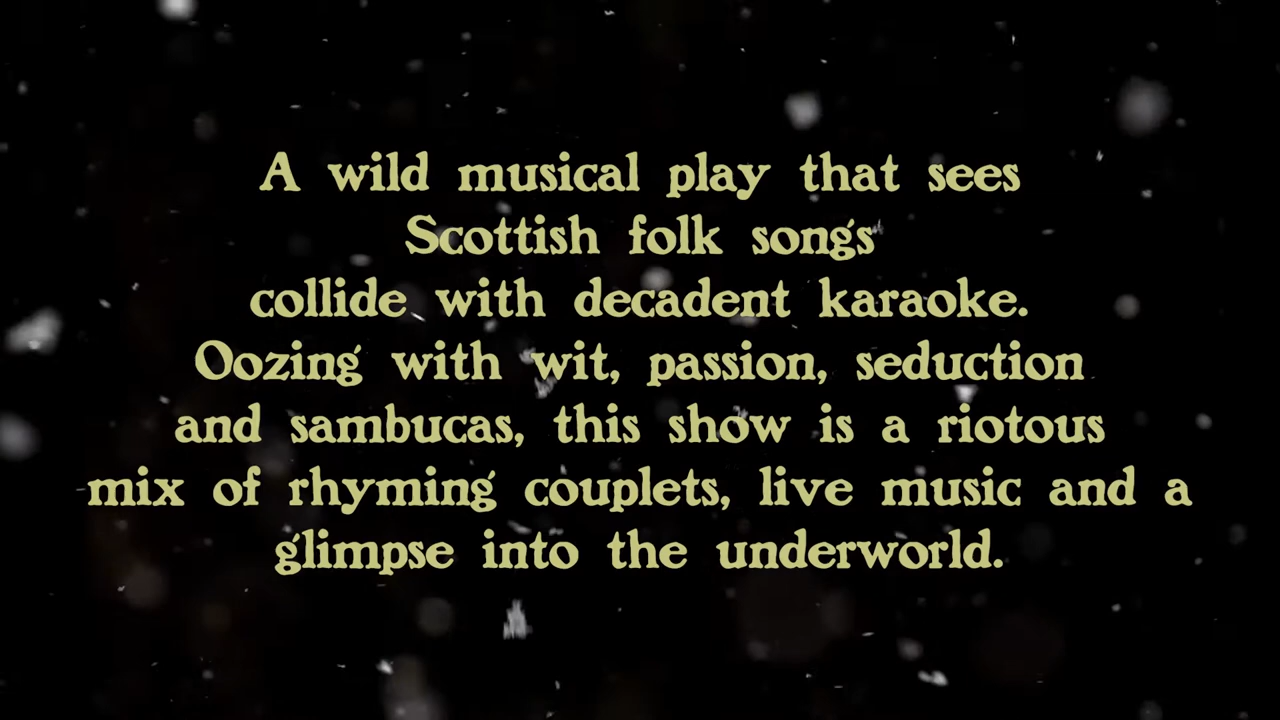 A wild musical play that sees
Scottish folk songs
collide with decadent karaoke.
Oozing with wit, passion, seduction
and sambucas, this show is a riotous
mix of rhyming couplets, live music and a
glimpse into the underworld.